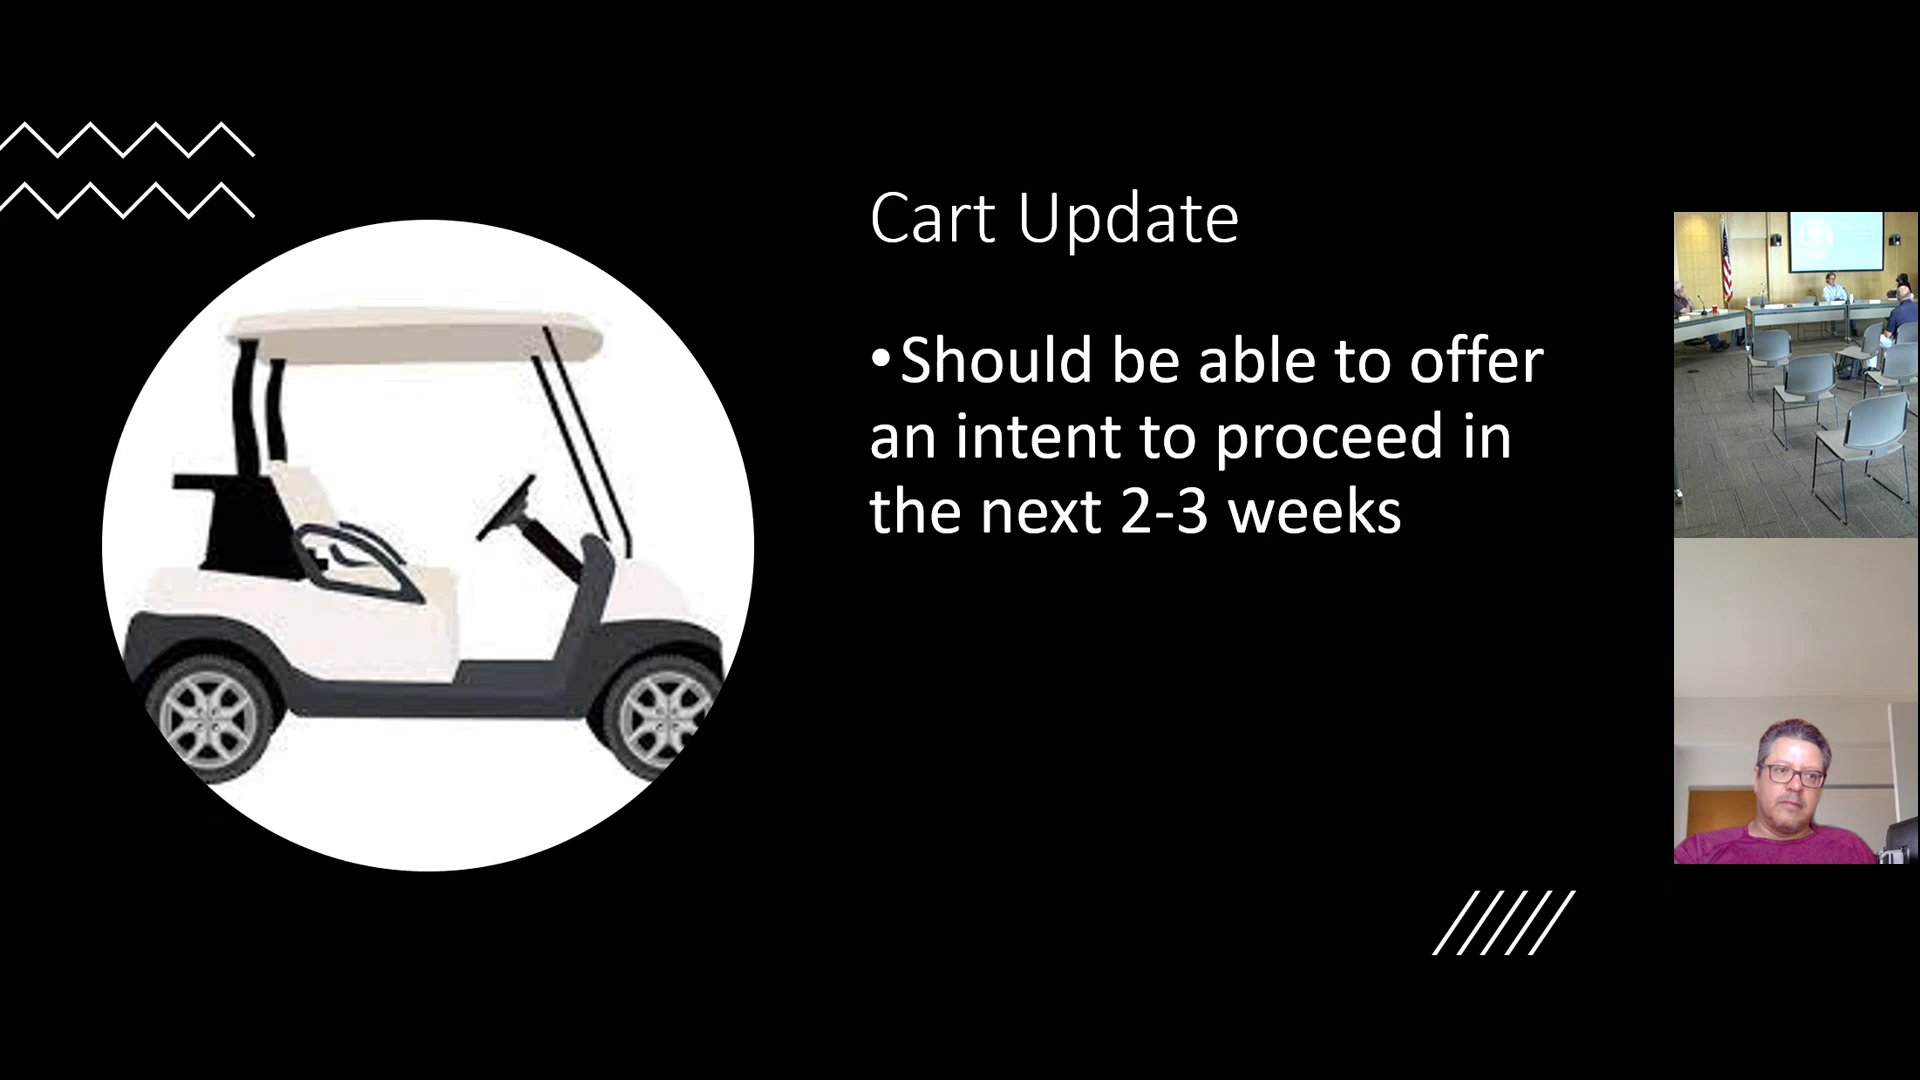 Cart Update
•Should be able to offer
an intent to proceed in
the next 2-3 weeks